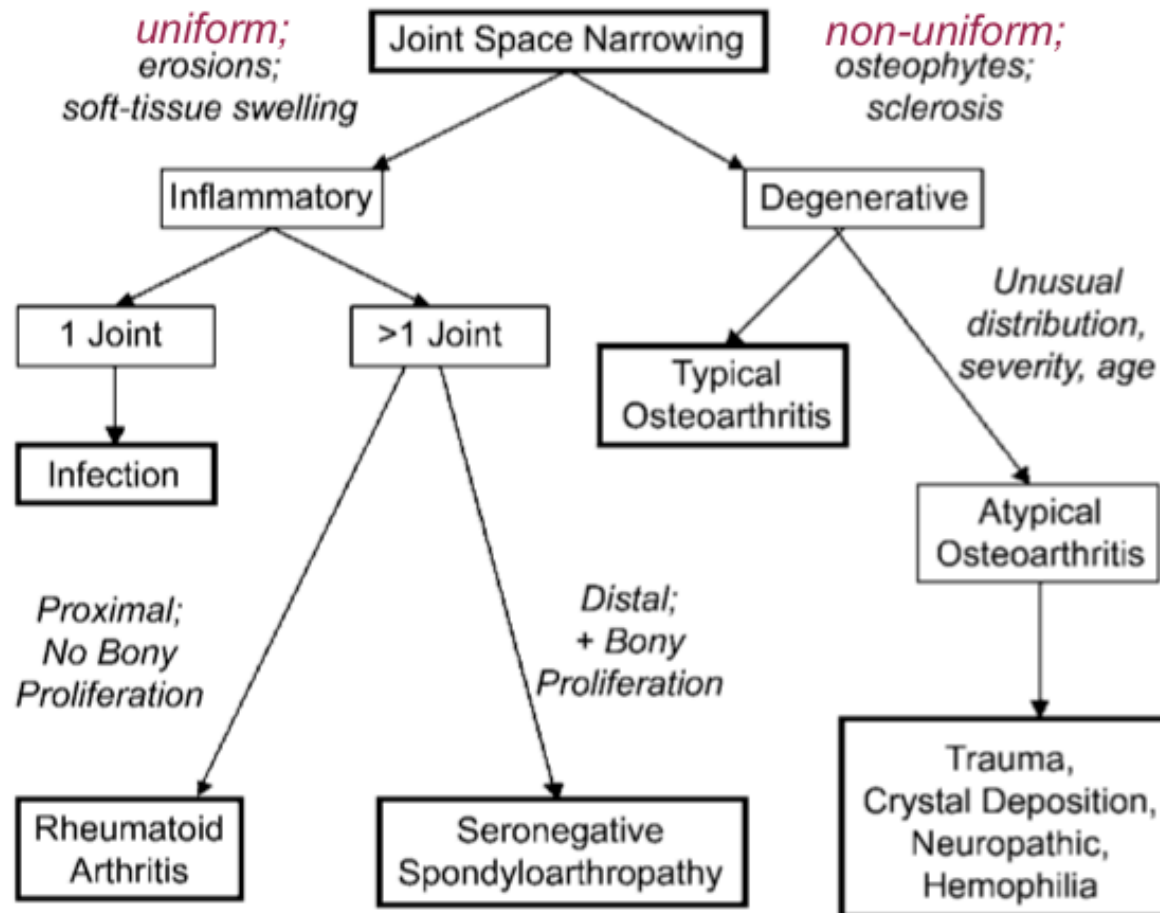 uniform;
erosions;
soft-tissue swelling
Joint Space Narrowing
non-uniform;
osteophytes;
sclerosis
Inflammatory
Degenerative
1 Joint
>1 Joint
Unusual
distribution,
severity, age
Typical
Osteoarthritis
Infection
Atypical
Osteoarthritis
Proximal;
No Bony
Proliferation
Distal;
+ Bony
Proliferation
Rheumatoid
Arthritis
Seronegative
Spondyloarthropathy
Trauma,
Crystal Deposition,
Neuropathic,
Hemophilia